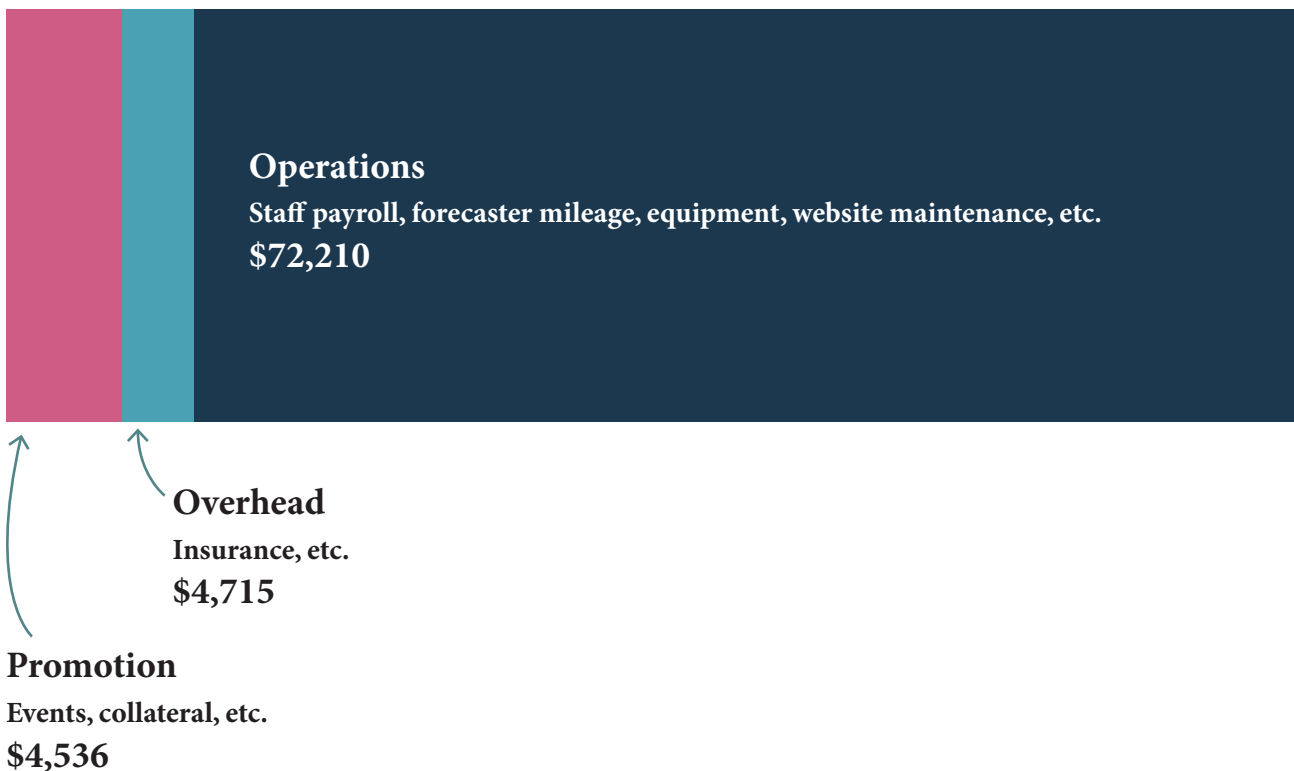 Operations
Staff payroll, forecaster mileage, equipment, website maintenance, etc.
$72,210
Overhead
Insurance, etc.
$4,715
Promotion
Events, collateral, etc.
$4,536